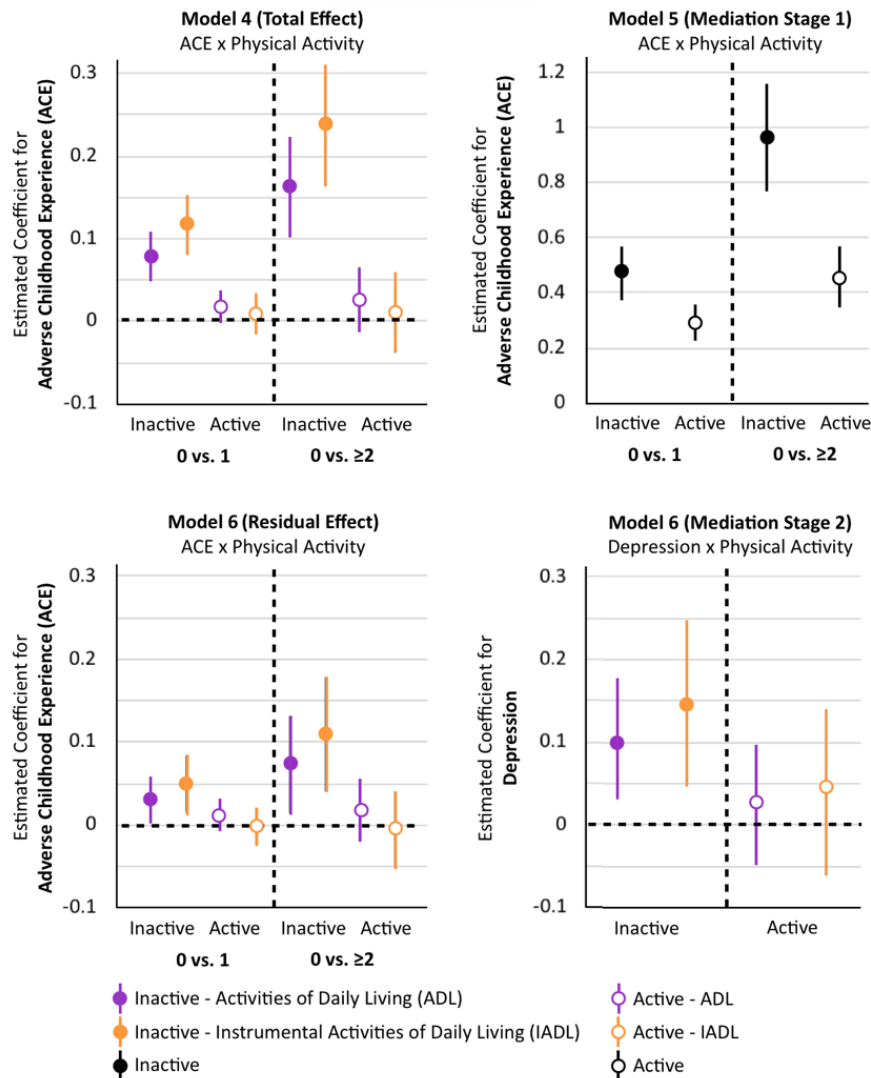 Model 4 (Total Effect)
ACE x Physical Activity
Estimated Coefficient for
Adverse Childhood Experience (ACE)
0.3
0.2
0.1
0
-0.1
Inactive Active Inactive Active
0 vs. 1 0 vs. ≥2
Model 5 (Mediation Stage 1)
ACE x Physical Activity
Estimated Coefficient for
Adverse Childhood Experience (ACE)
1.2
1
0.8
0.6
0.4
0.2
0
Inactive Active Inactive Active
0 vs. 1 0 vs. ≥2
Model 6 (Residual Effect)
ACE x Physical Activity
Estimated Coefficient for
Adverse Childhood Experience (ACE)
0.3
0.2
0.1
0
-0.1
Inactive Active Inactive Active
0 vs. 1 0 vs. ≥2
Model 6 (Mediation Stage 2)
Depression x Physical Activity
Estimated Coefficient for
Depression
0.3
0.2
0.1
0
-0.1
Inactive Active
Inactive - Activities of Daily Living (ADL)
Inactive - Instrumental Activities of Daily Living (IADL)
Inactive
Active - ADL
Active - IADL
Active